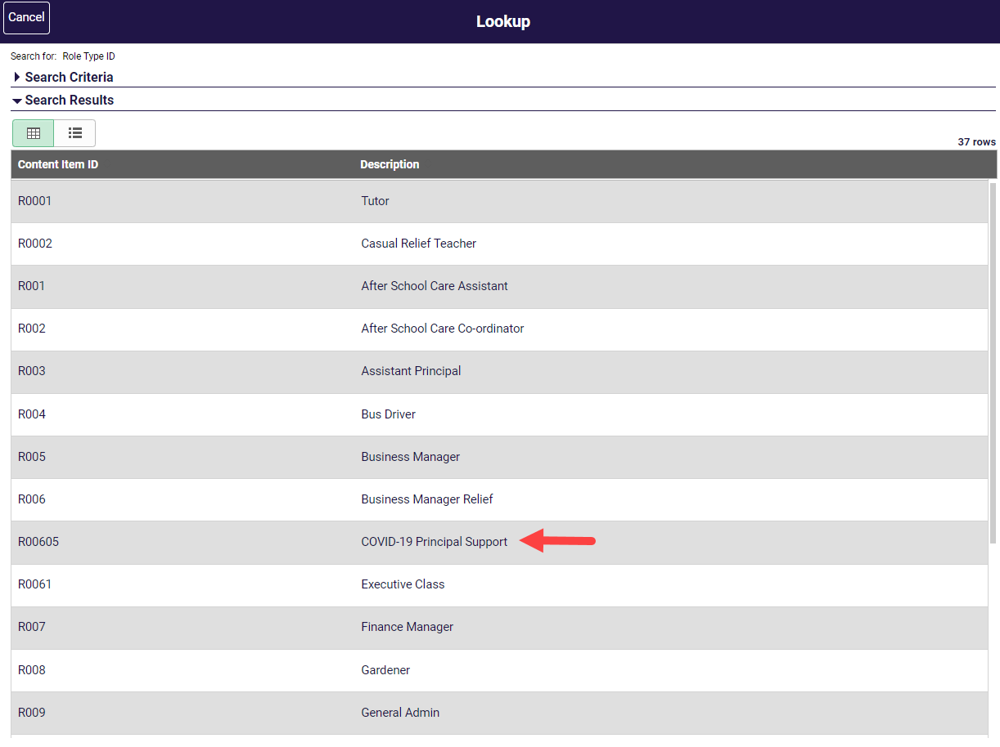 Cancel
Lookup
Search for: Role Type ID
Search Criteria
Search Results
37 rows
Content Item ID Description
R0001 Tutor
R0002 Casual Relief Teacher
R001 After School Care Assistant
R002 After School Care Co-ordinator
R003 Assistant Principal
R004 Bus Driver
R005 Business Manager
R006 Business Manager Relief
R00605 COVID-19 Principal Support
R0061 Executive Class
R007 Finance Manager
R008 Gardener
R009 General Admin